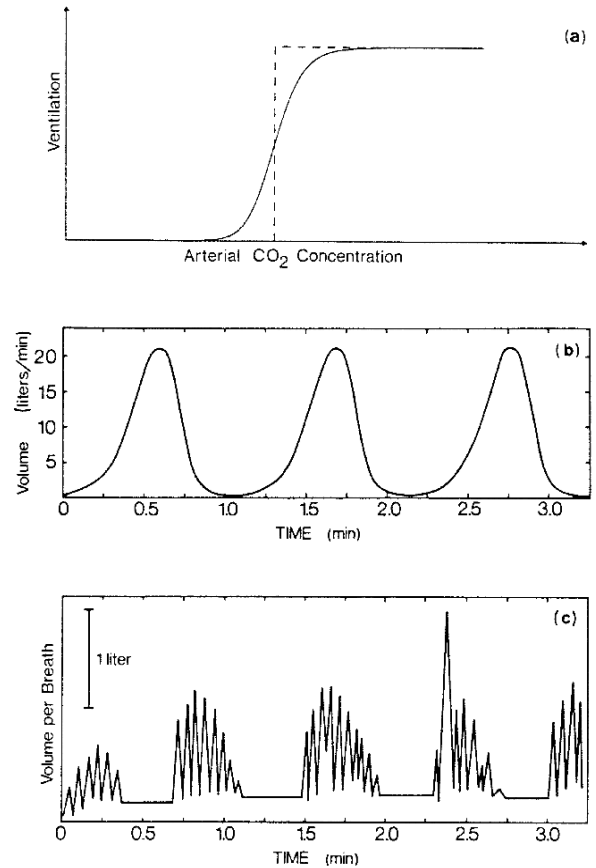 (a)
Ventilation
Arterial CO2 Concentration
(b)
Volume (liters/min)
20
15
10
5
0 0.5 1.0 1.5 2.0 2.5 3.0
TIME (min)
(c)
1 liter
Volume per Breath
0 0.5 1.0 1.5 2.0 2.5 3.0
TIME (min)